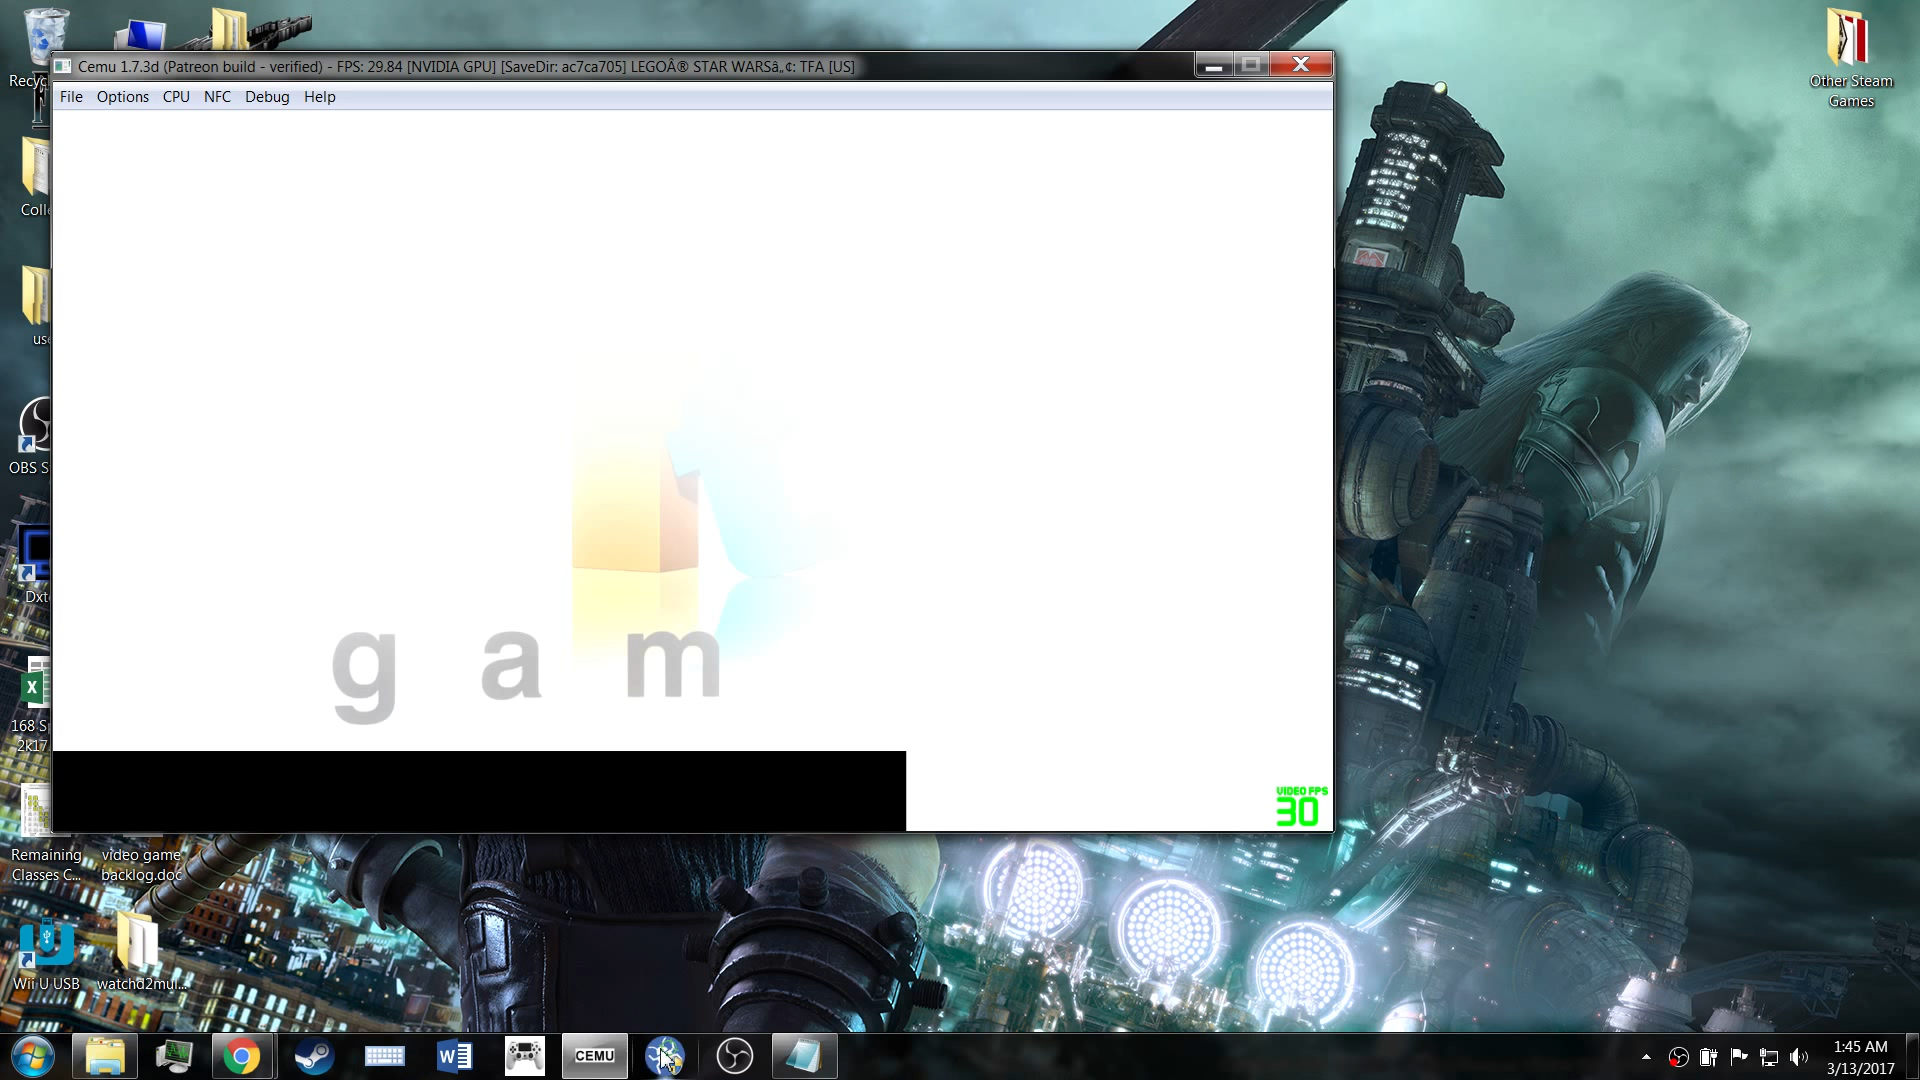 Cemu 1.7.3d (Patreon build - verified) - FPS: 29.84 [NVIDIA GPU] [SaveDir: ac7ca705] LEGOÂ® STAR WARSâ„¢: TFA [US]
File Options CPU NFC Debug Help
g a m
VIDEO FPS
30
Recyc
Colle
use
OBS S
Dxt
168 S
2k17
Remaining
Classes C...
video game
backlog.doc
Wii U USB
watchd2mul...
Other Steam
Games
CEMU
1:45 AM
3/13/2017